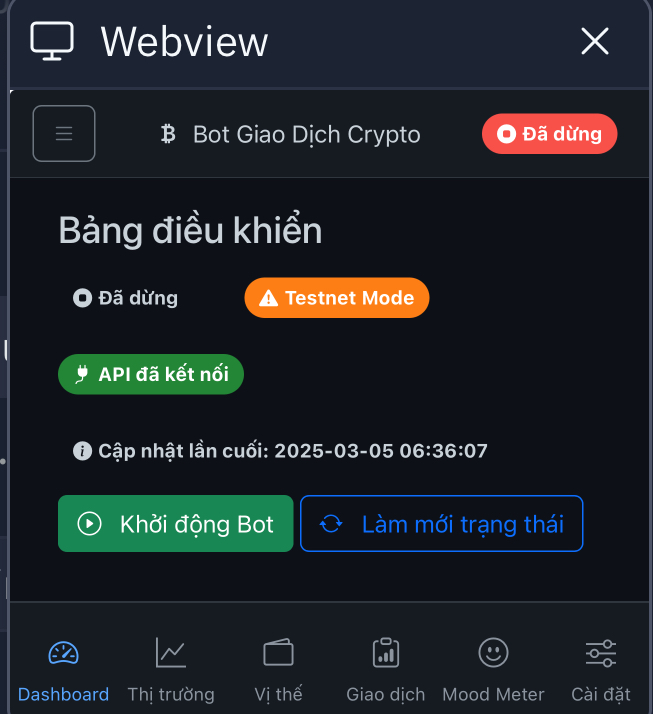 Webview
Bot Giao Dịch Crypto
Đã dừng
Bảng điều khiển
Đã dừng
Testnet Mode
API đã kết nối
Cập nhật lần cuối: 2025-03-05 06:36:07
Khởi động Bot
Làm mới trạng thái
Dashboard
Thị trường
Vị thế
Giao dịch
Mood Meter
Cài đặt